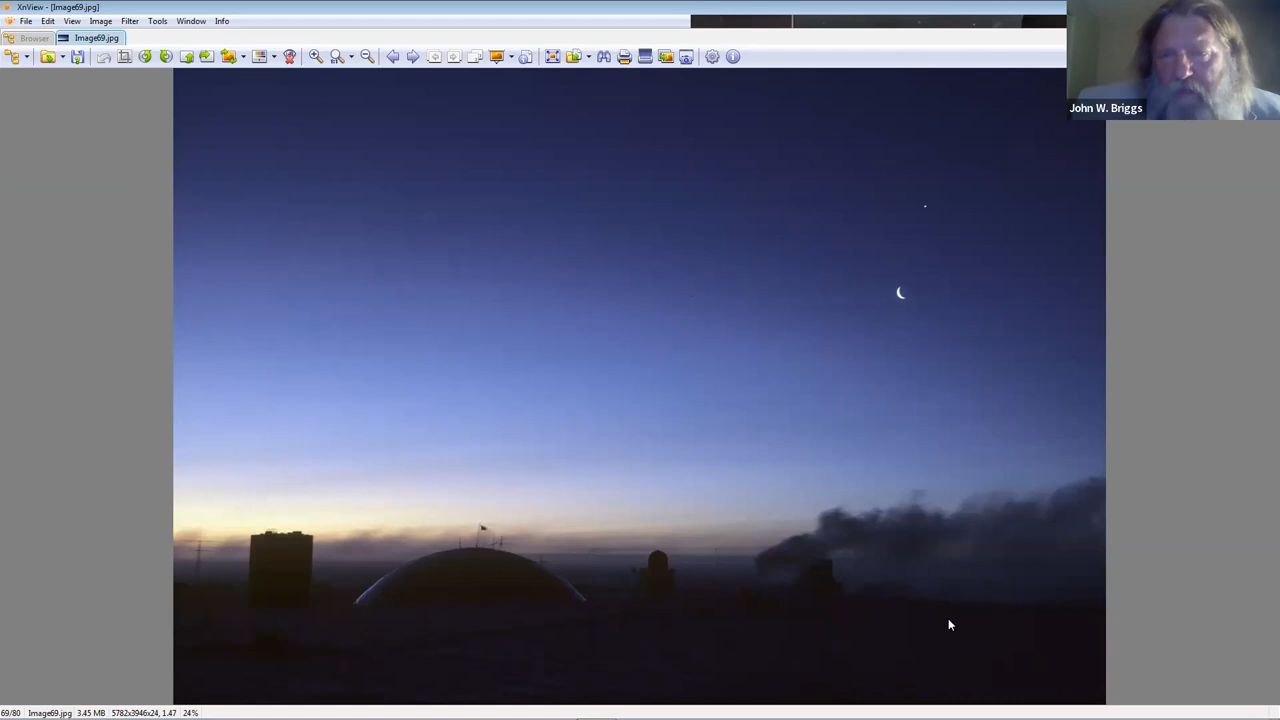 XnView - [Image69.jpg]
File Edit View Image Filter Tools Window Info
Browser Image69.jpg
John W. Briggs
69/80 Image69.jpg 3.45 MB 5782x3946x24, 1.47 24%